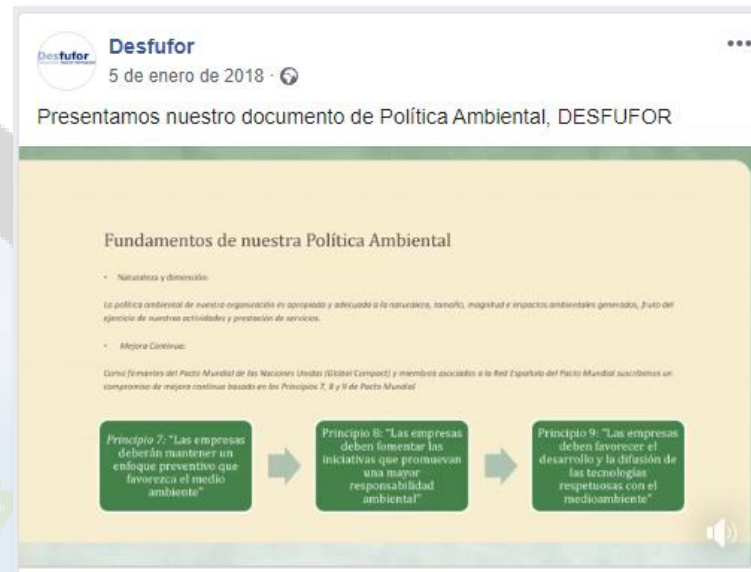 Desfufor
Desfufor
5 de enero de 2018 ·
Presentamos nuestro documento de Política Ambiental, DESFUFOR
Fundamentos de nuestra Política Ambiental
• Naturaleza y dimensión:
La política ambiental de nuestra organización es apropiada y adecuada a la naturaleza, tamaño, magnitud e impactos ambientales generados, fruto del
ejercicio de nuestras actividades y prestación de servicios.
• Mejora Continua:
Como firmantes del Pacto Mundial de las Naciones Unidas (Global Compact) y miembros asociados a la Red Española del Pacto Mundial suscribimos un
compromiso de mejora continua basado en los Principios 7, 8 y 9 de Pacto Mundial
Principio 7: "Las empresas
deberán mantener un
enfoque preventivo que
favorezca el medio
ambiente"
Principio 8: "Las empresas
deben fomentar las
iniciativas que promuevan
una mayor
responsabilidad
ambiental"
Principio 9: "Las empresas
deben favorecer el
desarrollo y la difusión de
las tecnologías
respetuosas con el
medioambiente"